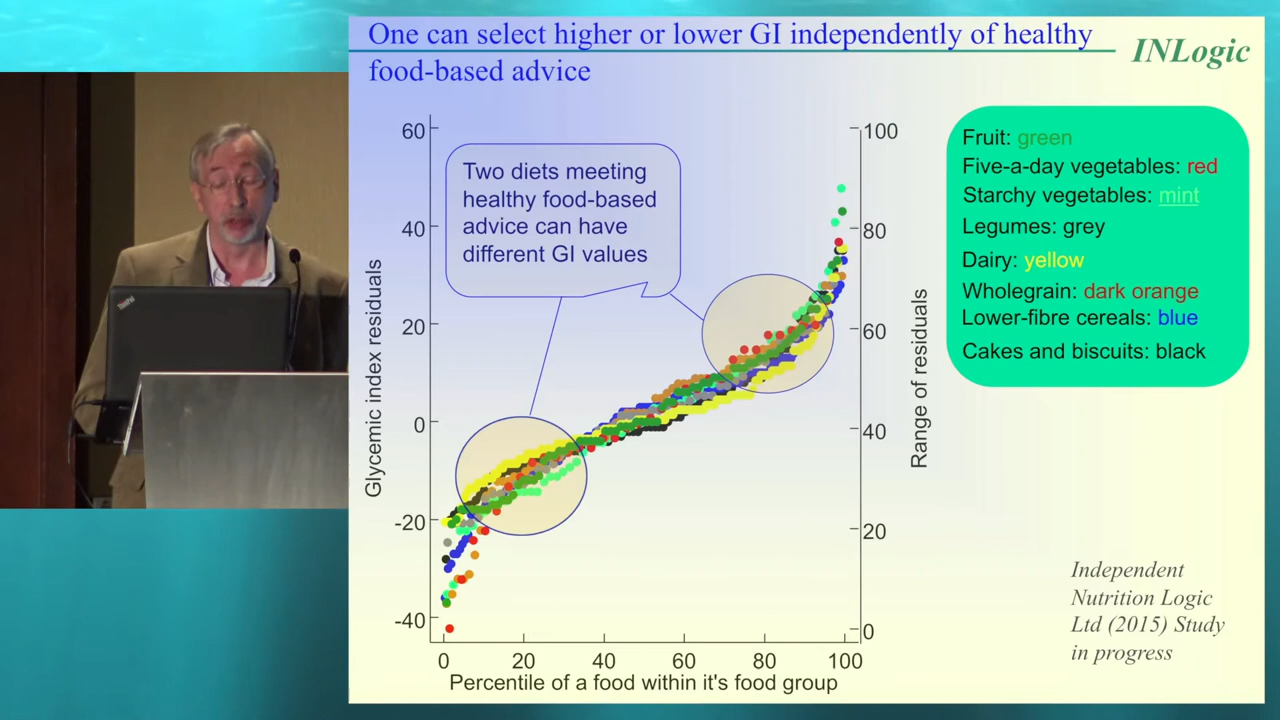 One can select higher or lower GI independently of healthy
food-based advice
INLogic
60
40
20
0
-20
-40
Glycemic index residuals
Two diets meeting
healthy food-based
advice can have
different GI values
100
80
60
40
20
0
Range of residuals
0 20 40 60 80 100
Percentile of a food within it's food group
Fruit: green
Five-a-day vegetables: red
Starchy vegetables: mint
Legumes: grey
Dairy: yellow
Wholegrain: dark orange
Lower-fibre cereals: blue
Cakes and biscuits: black
Independent
Nutrition Logic
Ltd (2015) Study
in progress
ThinkPad